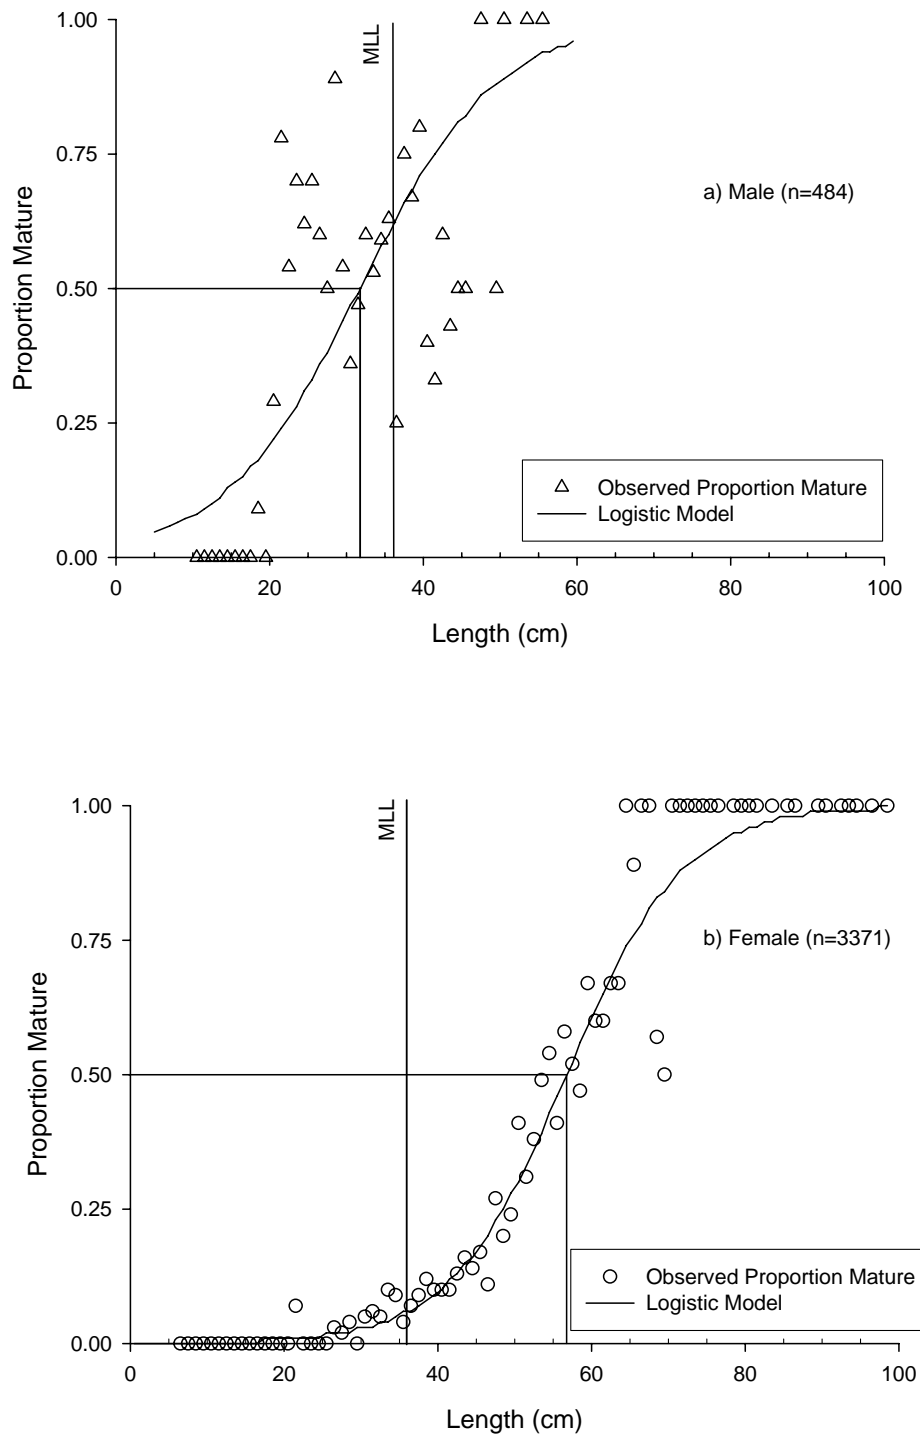 1.00
MLL
0.75
a) Male (n=484)
0.50
Proportion Mature
0.25
Observed Proportion Mature
Logistic Model
0.00
0 20 40 60 80 100
Length (cm)
1.00
MLL
0.75
b) Female (n=3371)
0.50
Proportion Mature
0.25
Observed Proportion Mature
Logistic Model
0.00
0 20 40 60 80 100
Length (cm)